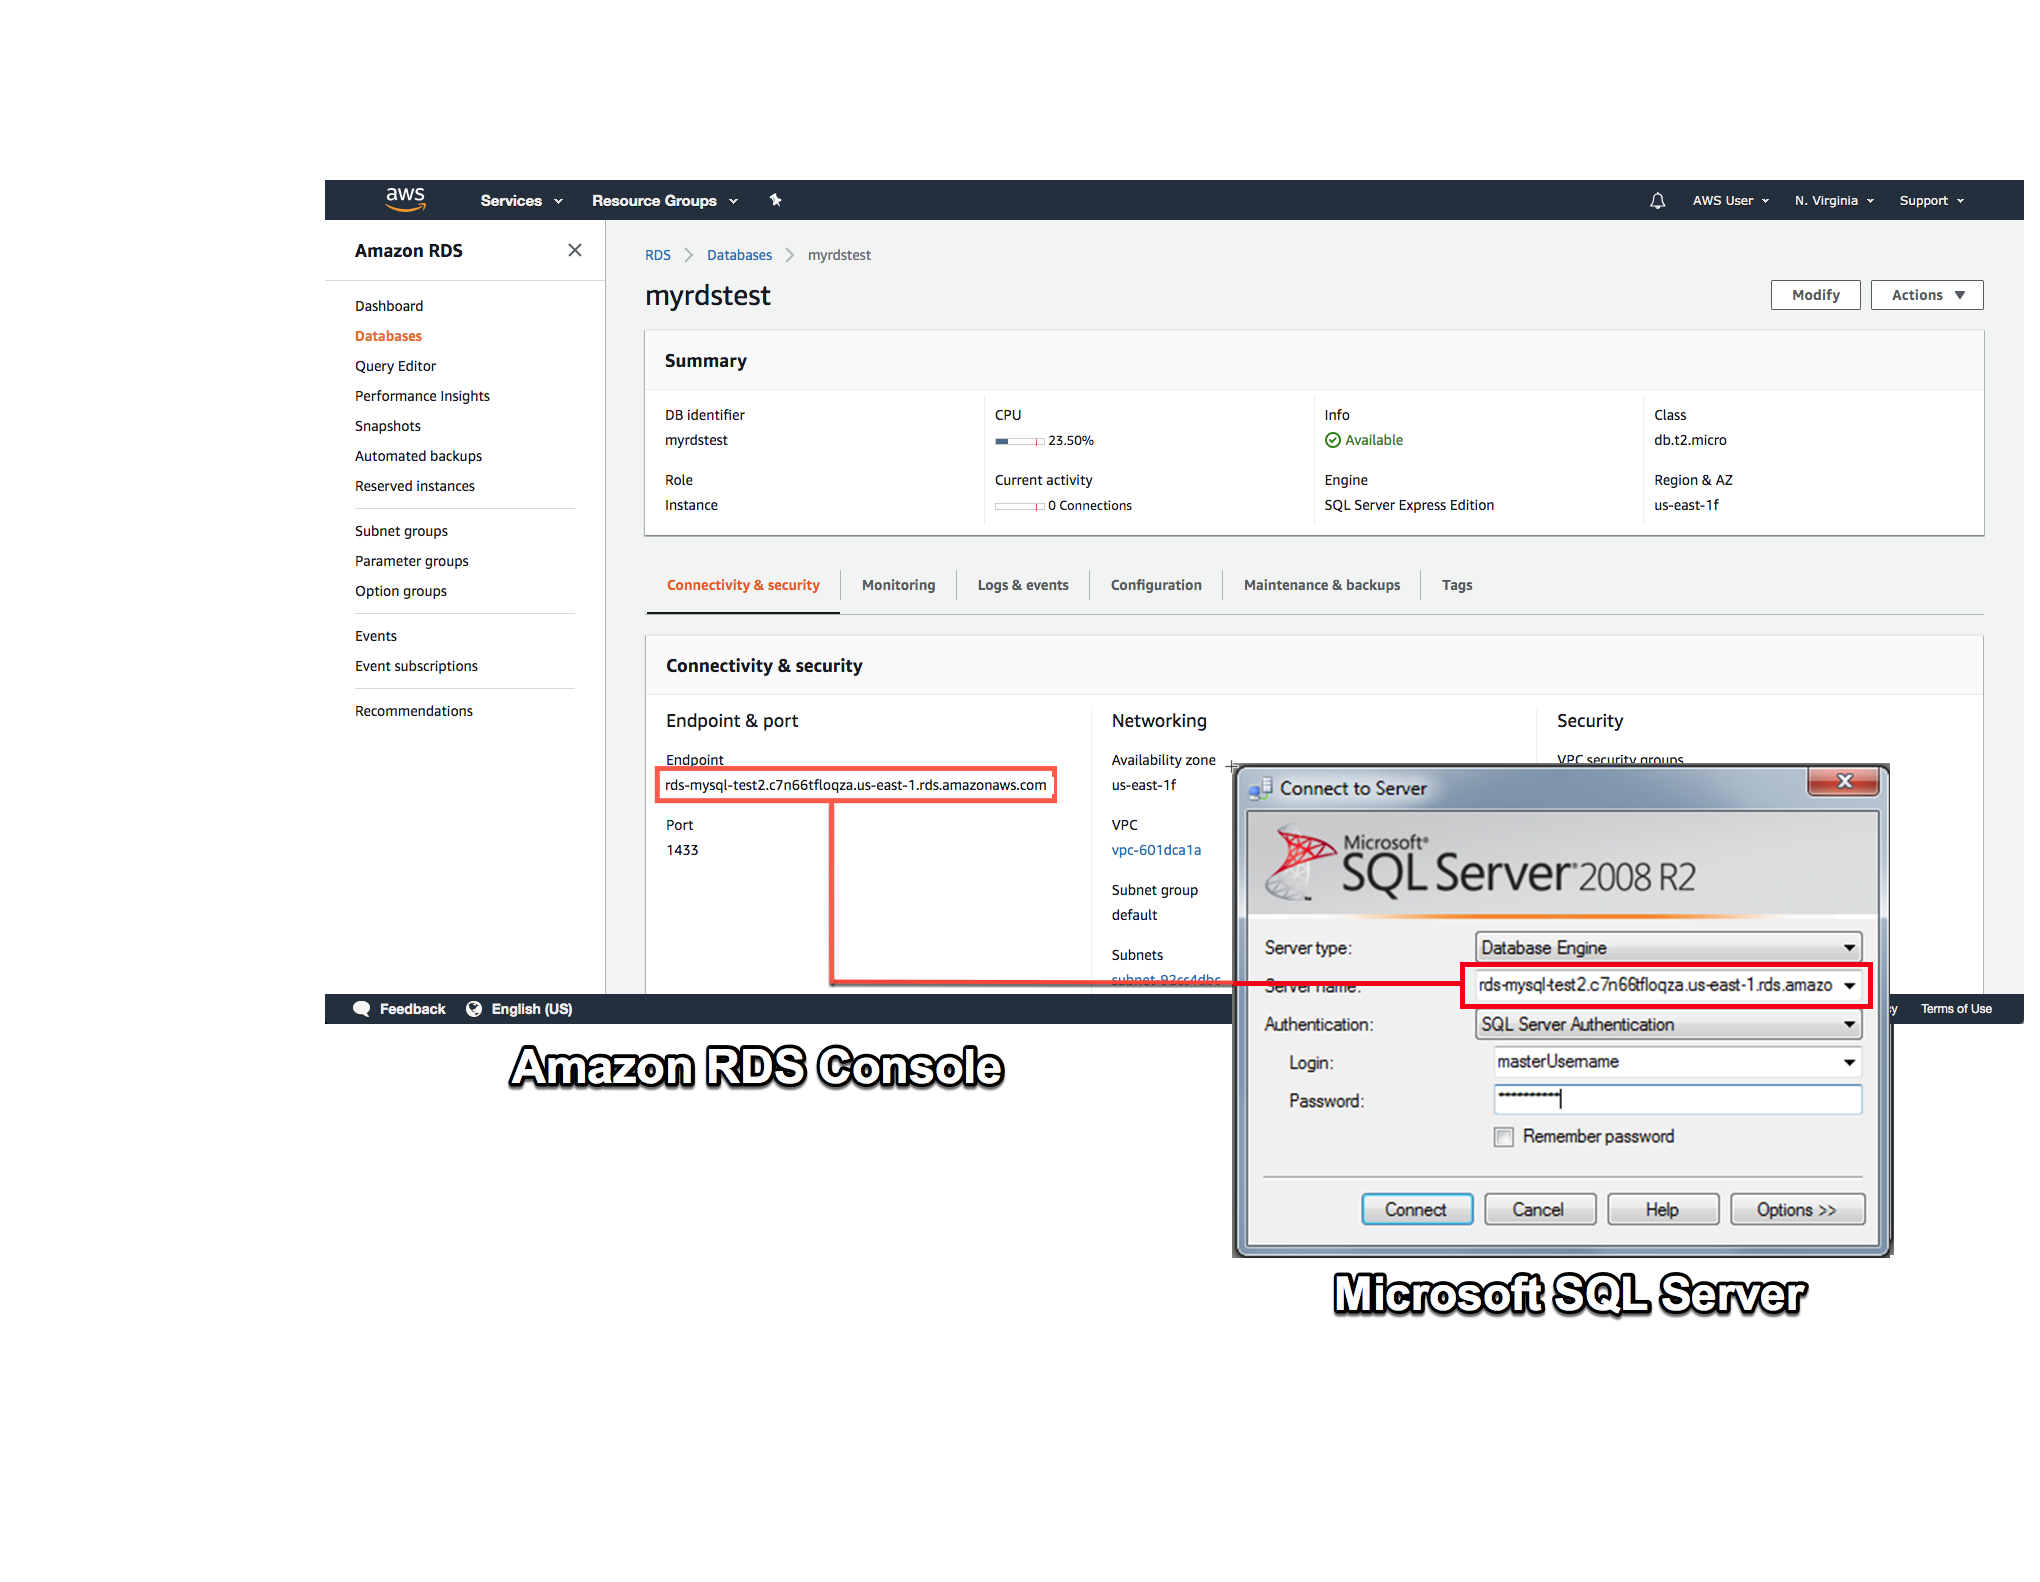 aws Services Resource Groups AWS User N. Virginia Support
Amazon RDS
Dashboard
Databases
Query Editor
Performance Insights
Snapshots
Automated backups
Reserved instances
Subnet groups
Parameter groups
Option groups
Events
Event subscriptions
Recommendations
RDS Databases myrdstest
myrdstest
Modify Actions
Summary
DB identifier CPU Info Class
myrdstest 23.50% Available db.t2.micro
Role Current activity Engine Region & AZ
Instance 0 Connections SQL Server Express Edition us-east-1f
Connectivity & security Monitoring Logs & events Configuration Maintenance & backups Tags
Connectivity & security
Endpoint & port
Endpoint
rds-mysql-test2.c7n66tfloqza.us-east-1.rds.amazonaws.com
Port
1433
Networking
Availability zone
us-east-1f
VPC
vpc-601dca1a
Subnet group
default
Subnets
subnet-92cc4dbc
Security
VPC security groups
Connect to Server
Microsoft®
SQL Server® 2008 R2
Server type: Database Engine
Server name: rds-mysql-test2.c7n66tfloqza.us-east-1.rds.amazo
Authentication: SQL Server Authentication
Login: masterUsername
Password: **********
Remember password
Connect Cancel Help Options >>
Feedback English (US) Terms of Use
Amazon RDS Console
Microsoft SQL Server